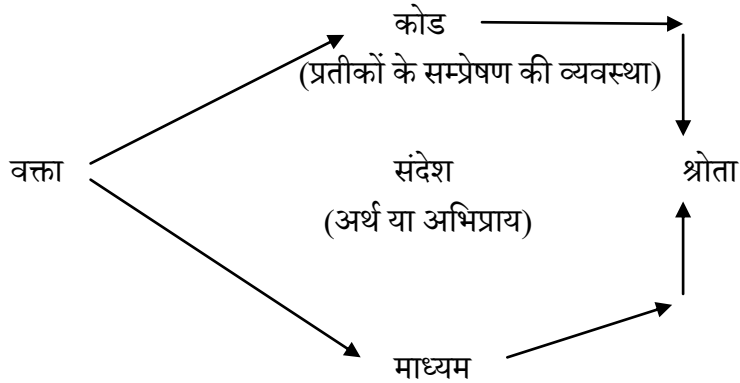 कोड
(प्रतीकों के सम्प्रेषण की व्यवस्था)
वक्ता
संदेश
श्रोता
(अर्थ या अभिप्राय)
माध्यम